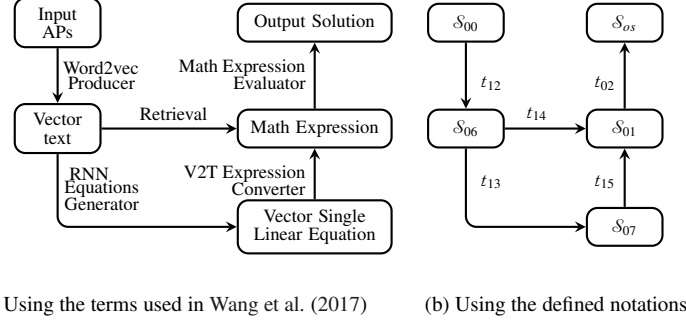 Input
APs
Word2vec
Producer
Vector
text
Retrieval
RNN
Equations
Generator
Output Solution
Math Expression
Evaluator
Math Expression
V2T Expression
Converter
Vector Single
Linear Equation
Using the terms used in Wang et al. (2017)
S00
Sos
t12
t02
S06
t14
S01
t13
t15
S07
(b) Using the defined notations